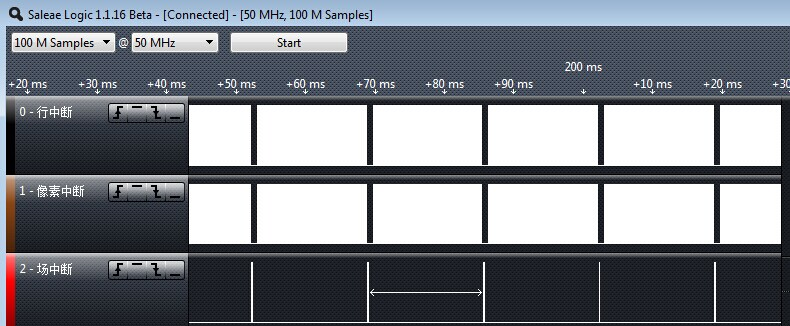 Saleae Logic 1.1.16 Beta - [Connected] - [50 MHz, 100 M Samples]
100 M Samples @ 50 MHz Start
200 ms
+20 ms +30 ms +40 ms +50 ms +60 ms +70 ms +80 ms +90 ms +10 ms +20 ms +30
0 - 行中断
1 - 像素中断
2 - 场中断